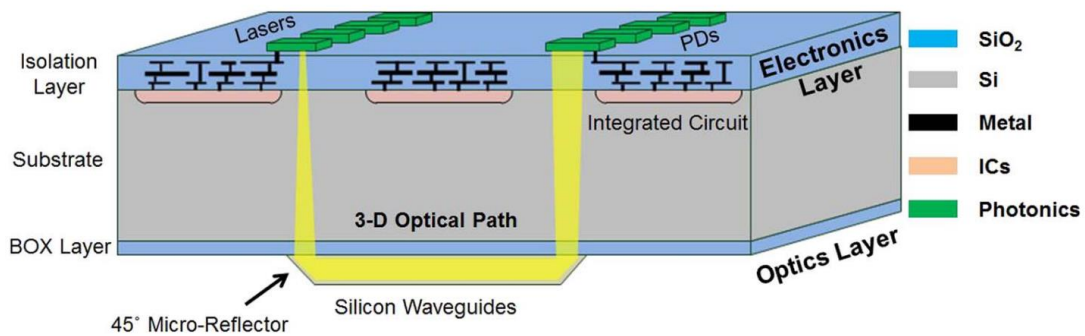 Lasers
PDs
Isolation
Layer
Electronics
Layer
Integrated Circuit
Substrate
3-D Optical Path
BOX Layer
Optics Layer
Silicon Waveguides
45° Micro-Reflector
SiO₂
Si
Metal
ICs
Photonics